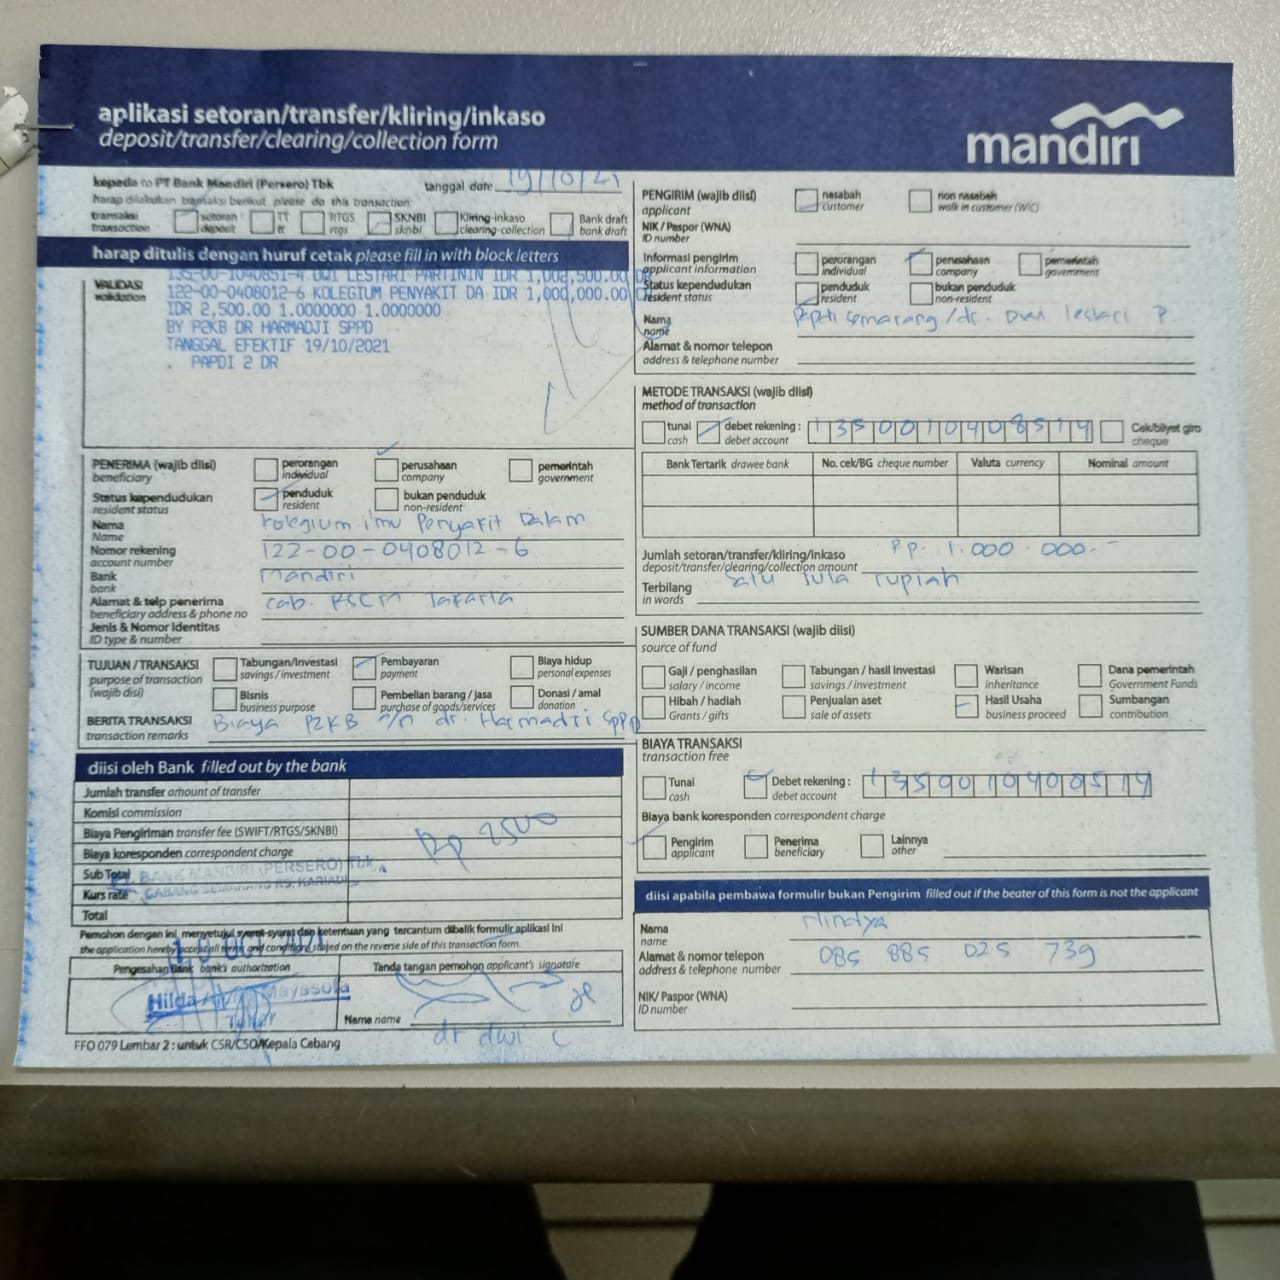 aplikasi setoran/transfer/kliring/inkaso
deposit/transfer/clearing/collection form
mandiri
kepada to PT Bank Mandiri (Persero) Tbk
tanggal date 19/10/21
harap dilakukan transaksi berikut please do this transaction:
transaksi transaction
setoran deposit
TT tt
RTGS rtgs
SKNBI sknbi
Kliring-inkaso clearing-collection
Bank draft bank draft
harap ditulis dengan huruf cetak please fill in with block letters
VALIDASI validation
135-00-1040851-4 DWI LESTARI PARTININ IDR 1,002,500.00
122-00-0408012-6 KOLEGIUM PENYAKIT DA IDR 1,000,000.00
IDR 2,500.00 1.0000000 1.0000000
BY P2KB DR HARMADJI SPPD
TANGGAL EFEKTIF 19/10/2021
. PAPDI 2 DR
PENERIMA (wajib diisi) beneficiary
perorangan individual
perusahaan company
pemerintah government
Status kependudukan resident status
penduduk resident
bukan penduduk non-resident
Nama Name
Kolegium ilmu Penyakit Dalam
Nomor rekening account number
122-00-0408012-6
Bank bank
Mandiri
Alamat & telp penerima beneficiary address & phone no
cab. RSCM Jakarta
Jenis & Nomor Identitas ID type & number
TUJUAN / TRANSAKSI purpose of transaction (wajib disi)
Tabungan/Investasi savings / investment
Pembayaran payment
Biaya hidup personal expenses
Bisnis business purpose
Pembelian barang / jasa purchase of goods/services
Donasi / amal donation
BERITA TRANSAKSI transaction remarks
Biaya P2KB a/n dr. Harmadji SpPD
diisi oleh Bank filled out by the bank
Jumlah transfer amount of transfer
Komisi commission
Biaya Pengiriman transfer fee (SWIFT/RTGS/SKNBI)
Rp 2500
Biaya koresponden correspondent charge
Sub Total
BANK MANDIRI (PERSERO) Tbk.
Kurs rate
CABANG SEMARANG RS. KARIADI
Total
Pemohon dengan ini, menyetujui syarat-syarat dan ketentuan yang tercantum dibalik formulir aplikasi ini
the application hereby accept all terms and conditions stated on the reverse side of this transaction form.
Pengesahan Bank bank's authorization
Tanda tangan pemohon applicant's signature
Hilda
Mayasula
Teller
Nama name
dr dwi
FFO 079 Lembar 2 : untuk CSR/CSO/Kepala Cabang
PENGIRIM (wajib diisi) applicant
nasabah customer
non nasabah walk in customer (WIC)
NIK / Paspor (WNA) ID number
Informasi pengirim applicant information
perorangan individual
perusahaan company
pemerintah government
Status kependudukan resident status
penduduk resident
bukan penduduk non-resident
Nama name
Papdi Semarang / dr. Dwi lestari P
Alamat & nomor telepon address & telephone number
METODE TRANSAKSI (wajib diisi)
method of transaction
tunai cash
debet rekening : debet account
1350010408514
Cek/bilyet giro cheque
Bank Tertarik drawee bank
No. cek/BG cheque number
Valuta currency
Nominal amount
Jumlah setoran/transfer/kliring/inkaso deposit/transfer/clearing/collection amount
Rp. 1.000.000.-
Terbilang in words
Satu Juta rupiah
SUMBER DANA TRANSAKSI (wajib diisi)
source of fund
Gaji / penghasilan salary / income
Tabungan / hasil investasi savings / investment
Warisan inheritance
Dana pemerintah Government Funds
Hibah / hadiah Grants / gifts
Penjualan aset sale of assets
Hasil Usaha business proceed
Sumbangan contribution
BIAYA TRANSAKSI
transaction free
Tunai cash
Debet rekening : debet account
Biaya bank koresponden correspondent charge
Pengirim applicant
Penerima beneficiary
Lainnya other
diisi apabila pembawa formulir bukan Pengirim filled out if the beater of this form is not the applicant
Nama name
Nindya
Alamat & nomor telepon address & telephone number
085 885 025 739
NIK/ Paspor (WNA) ID number